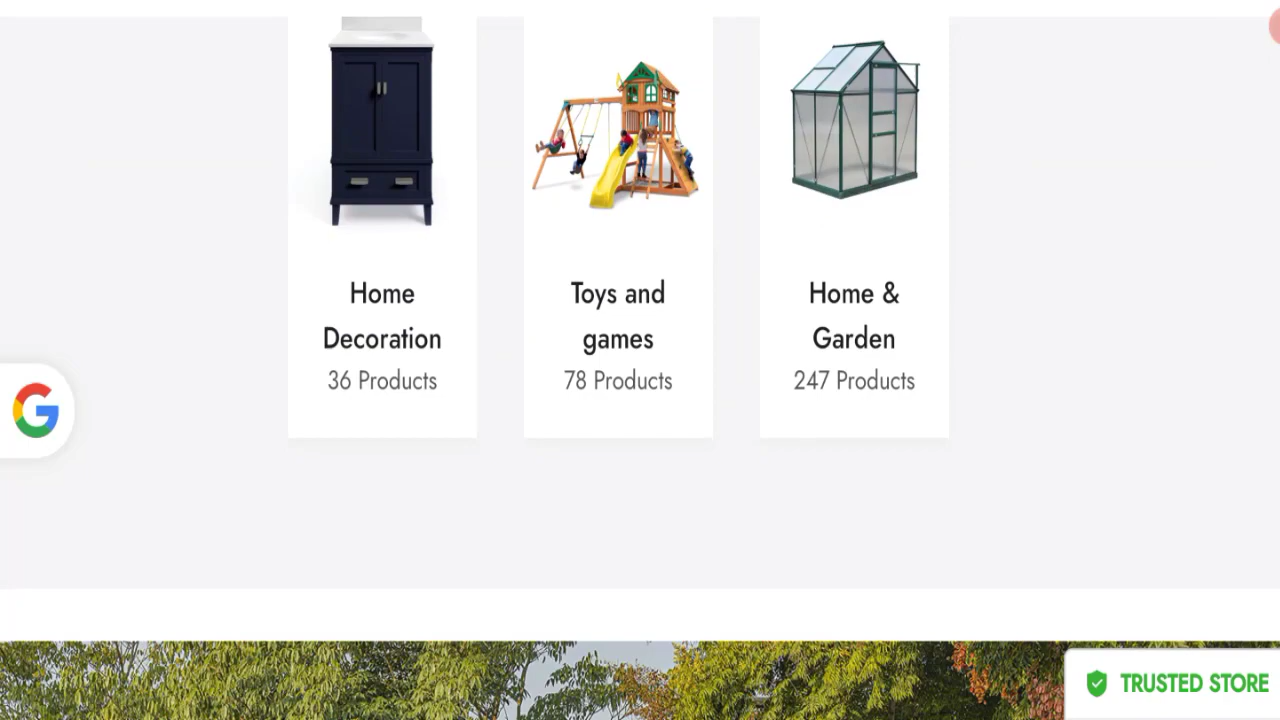 Home
Decoration
36 Products
Toys and
games
78 Products
Home &
Garden
247 Products
G
TRUSTED STORE